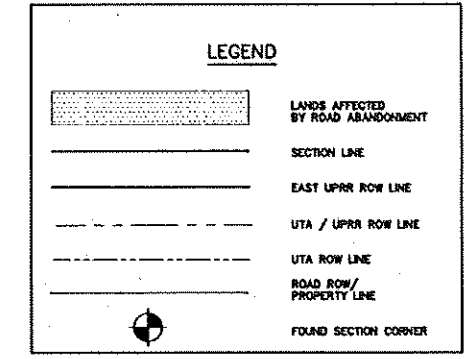 LEGEND
LANDS AFFECTED
BY ROAD ABANDONMENT
SECTION LINE
EAST UPRR ROW LINE
UTA / UPRR ROW LINE
UTA ROW LINE
ROAD ROW/
PROPERTY LINE
FOUND SECTION CORNER